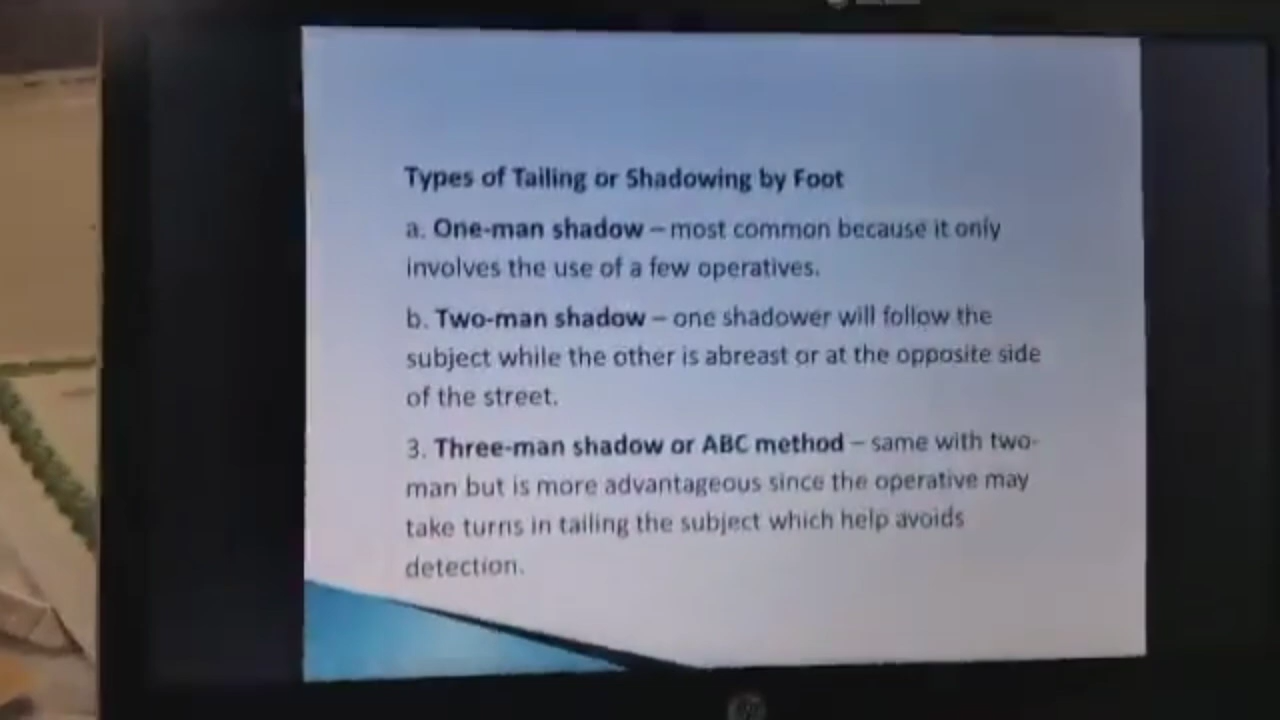 Types of Tailing or Shadowing by Foot
a. One-man shadow – most common because it only
involves the use of a few operatives.
b. Two-man shadow – one shadower will follow the
subject while the other is abreast or at the opposite side
of the street.
3. Three-man shadow or ABC method – same with two-
man but is more advantageous since the operative may
take turns in tailing the subject which help avoids
detection.